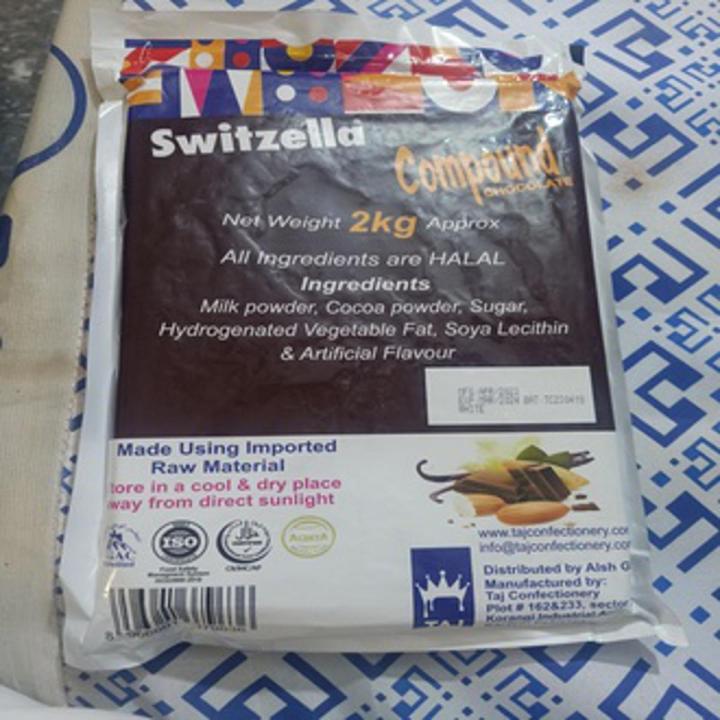 Switzella
Compound
CHOCOLATE
Net Weight 2kg Approx
All Ingredients are HALAL
Ingredients
Milk powder, Cocoa powder, Sugar,
Hydrogenated Vegetable Fat, Soya Lecithin
& Artificial Flavour
WHITE
Made Using Imported
Raw Material
tore in a cool & dry place
way from direct sunlight
ISO
www.tajconfectionery.co
info@tajconfectionery.co
Distributed by Alsh
Manufactured by:
Taj Confectionery
Plot # 162&233, sector
Korangi Industrial
TAJ